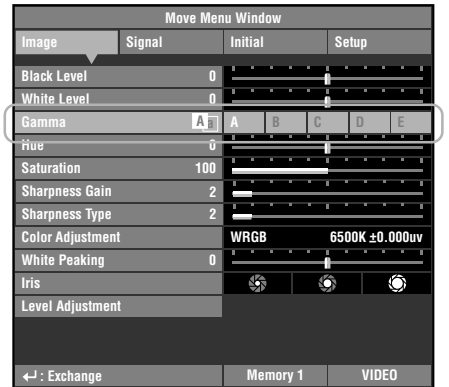 Move Menu Window
Image Signal Initial Setup
Black Level 0
White Level 0
Gamma A a A B C D E
Hue 0
Saturation 100
Sharpness Gain 2
Sharpness Type 2
Color Adjustment WRGB 6500K ±0.000uv
White Peaking 0
Iris
Level Adjustment
↵ : Exchange Memory 1 VIDEO